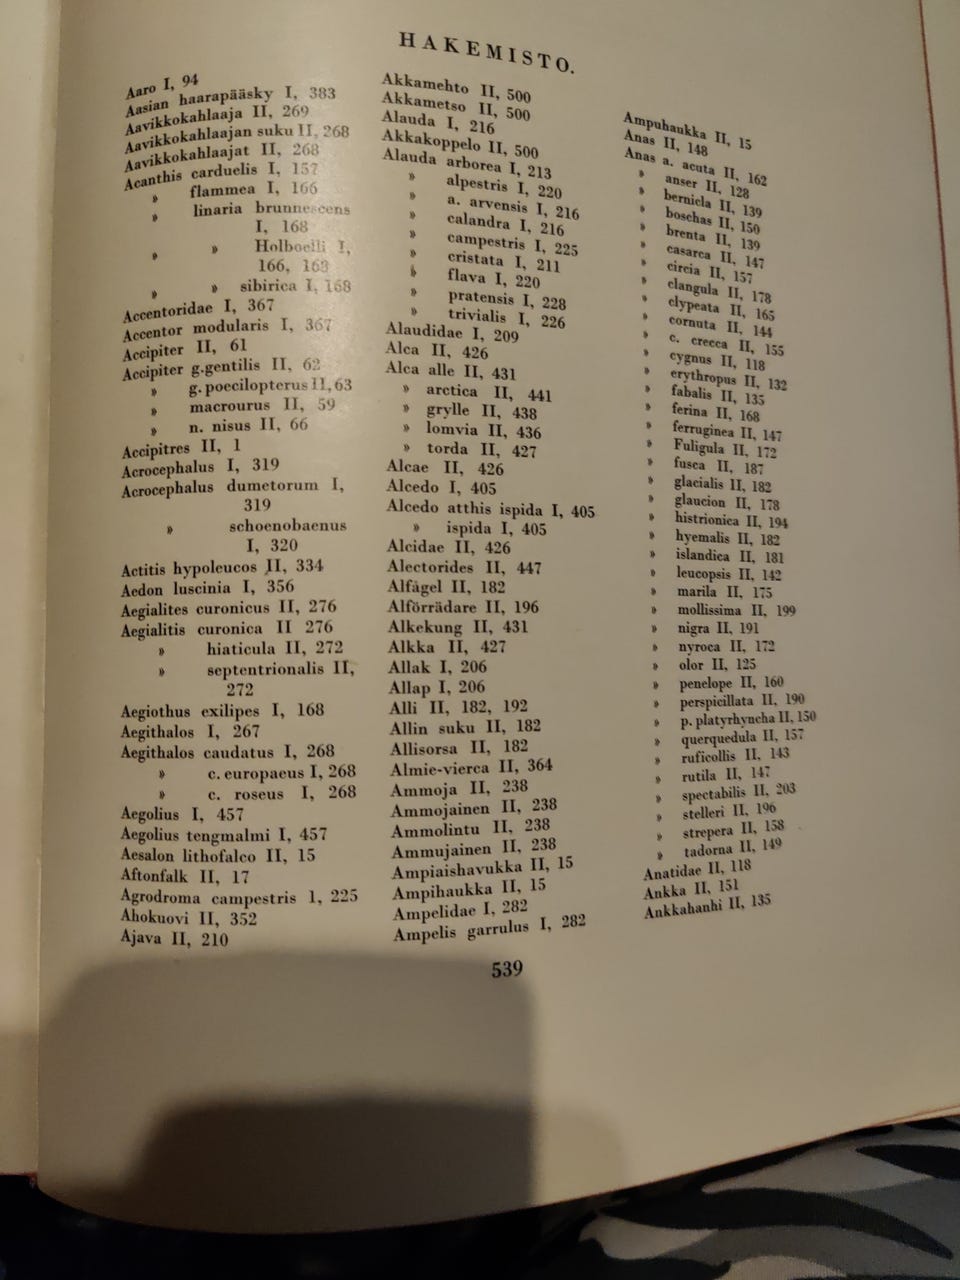 HAKEMISTO.
Aaro I, 94
Aasian haarapääsky I, 383
Aavikkokahlaaja II, 269
Aavikkokahlaajan suku II, 268
Aavikkokahlaajat II, 268
Acanthis carduelis I, 157
» flammea I, 166
» linaria brunnescens
I, 168
» » Holboelli I,
166, 168
» » sibirica I, 168
Accentoridae I, 367
Accentor modularis I, 367
Accipiter II, 61
Accipiter g.gentilis II, 62
» g. poecilopterus II, 63
» macrourus II, 59
» n. nisus II, 66
Accipitres II, 1
Acrocephalus I, 319
Acrocephalus dumetorum I,
319
» schoenobaenus
I, 320
Actitis hypoleucos II, 334
Aedon luscinia I, 356
Aegialites curonicus II, 276
Aegialitis curonica II 276
» hiaticula II, 272
» septentrionalis II,
272
Aegiothus exilipes I, 168
Aegithalos I, 267
Aegithalos caudatus I, 268
» c. europaeus I, 268
» c. roseus I, 268
Aegolius I, 457
Aegolius tengmalmi I, 457
Aesalon lithofalco II, 15
Aftonfalk II, 17
Agrodroma campestris 1, 225
Ahokuovi II, 352
Ajava II, 210
Akkamehto II, 500
Akkametso II, 500
Alauda I, 216
Akkakoppelo II, 500
Alauda arborea I, 213
» alpestris I, 220
» a. arvensis I, 216
» calandra I, 216
» campestris I, 225
» cristata I, 211
» flava I, 220
» pratensis I, 228
» trivialis I, 226
Alaudidae I, 209
Alca II, 426
Alca alle II, 431
» arctica II, 441
» grylle II, 438
» lomvia II, 436
» torda II, 427
Alcae II, 426
Alcedo I, 405
Alcedo atthis ispida I, 405
» ispida I, 405
Alcidae II, 426
Alectorides II, 447
Alfågel II, 182
Alförrädare II, 196
Alkekung II, 431
Alkka II, 427
Allak I, 206
Allap I, 206
Alli II, 182, 192
Allin suku II, 182
Allisorsa II, 182
Almie-vierca II, 364
Ammoja II, 238
Ammojainen II, 238
Ammolintu II, 238
Ammujainen II, 238
Ampiaishavukka II, 15
Ampihaukka II, 15
Ampelidae I, 282
Ampelis garrulus I, 282
Ampuhaukka II, 15
Anas II, 148
Anas a. acuta II, 162
» anser II, 128
» bernicla II, 139
» boschas II, 150
» brenta II, 139
» casarca II, 147
» circia II, 157
» clangula II, 178
» clypeata II, 165
» cornuta II, 144
» c. crecca II, 155
» cygnus II, 118
» erythropus II, 132
» fabalis II, 135
» ferina II, 168
» ferruginea II, 147
» Fuligula II, 172
» fusca II, 187
» glacialis II, 182
» glaucion II, 178
» histrionica II, 194
» hyemalis II, 182
» islandica II, 181
» leucopsis II, 142
» marila II, 175
» mollissima II, 199
» nigra II, 191
» nyroca II, 172
» olor II, 125
» penelope II, 160
» perspicillata II, 190
» p. platyrhyncha II, 150
» querquedula II, 157
» ruficollis II, 143
» rutila II, 147
» spectabilis II, 203
» stelleri II, 196
» strepera II, 158
» tadorna II, 149
Anatidae II, 118
Ankka II, 151
Ankkahanhi II, 135
539